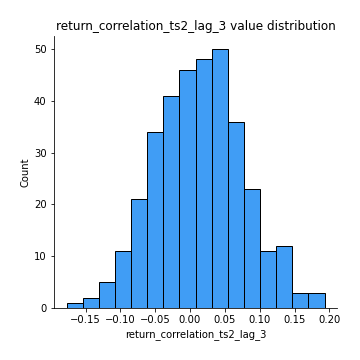 return_correlation_ts2_lag_3 value distribution
50
40
30
20
10
0
Count
−0.15 −0.10 −0.05 0.00 0.05 0.10 0.15 0.20
return_correlation_ts2_lag_3